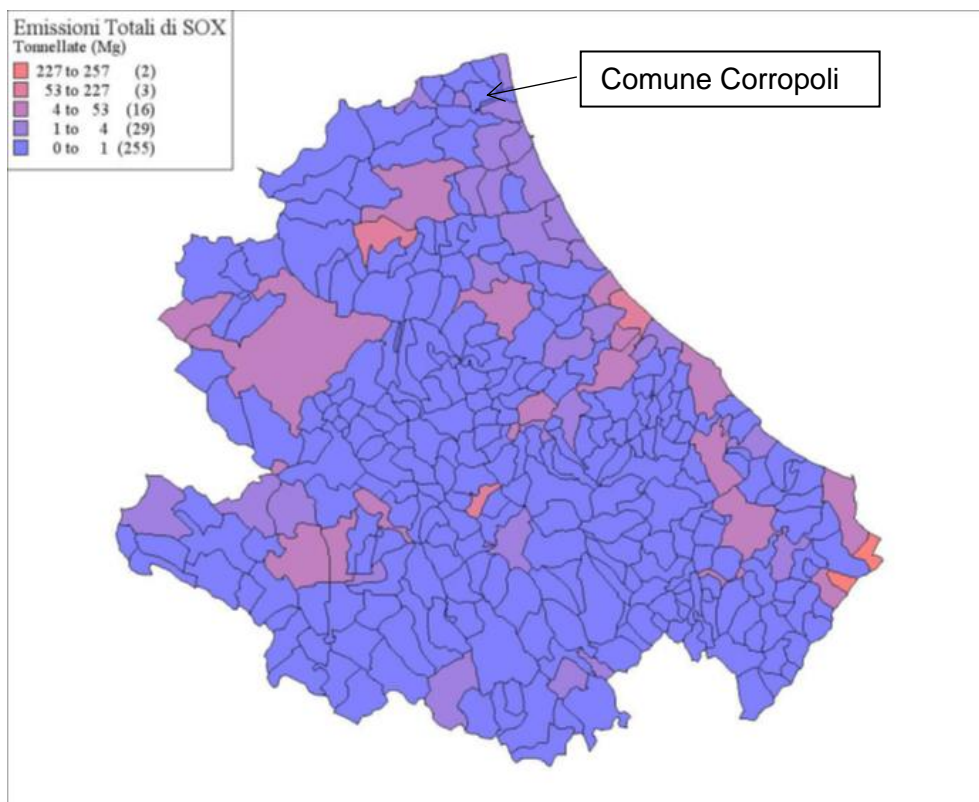 Emissioni Totali di SOX
Tonnellate (Mg)
227 to 257 (2)
53 to 227 (3)
4 to 53 (16)
1 to 4 (29)
0 to 1 (255)
Comune Corropoli